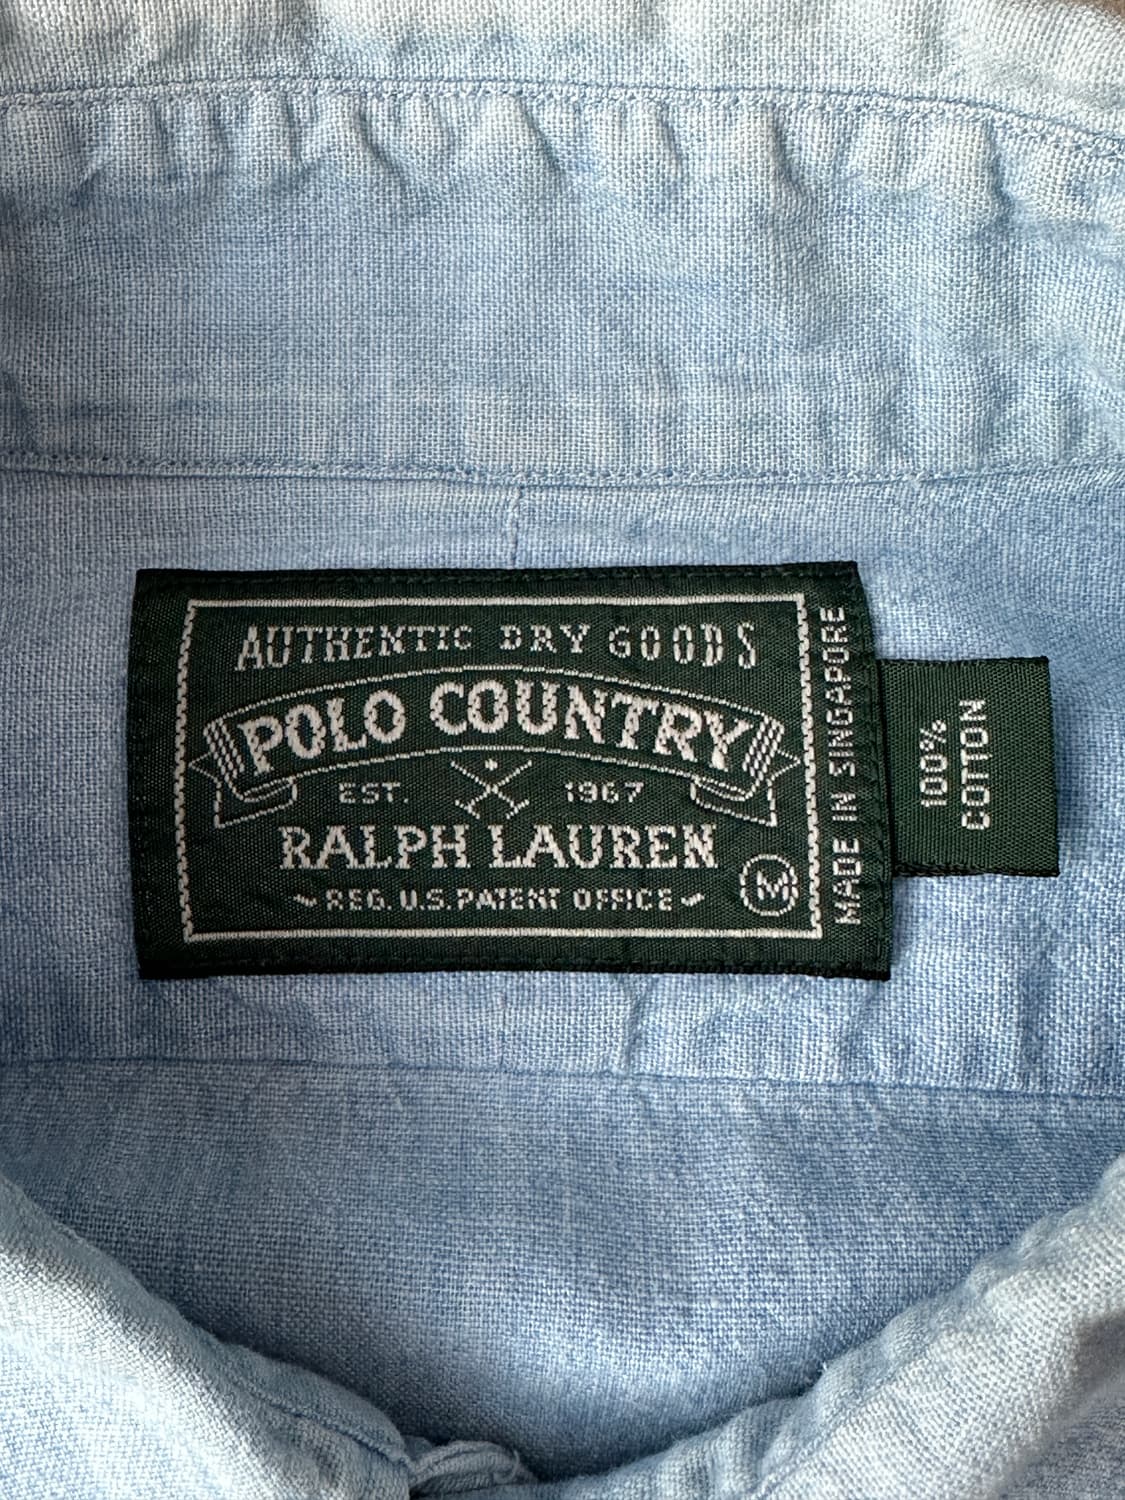 AUTHENTIC DRY GOODS
POLO COUNTRY
EST. 1967
RALPH LAUREN
REG. U.S. PATENT OFFICE
M
MADE IN SINGAPORE
100%
COTTON